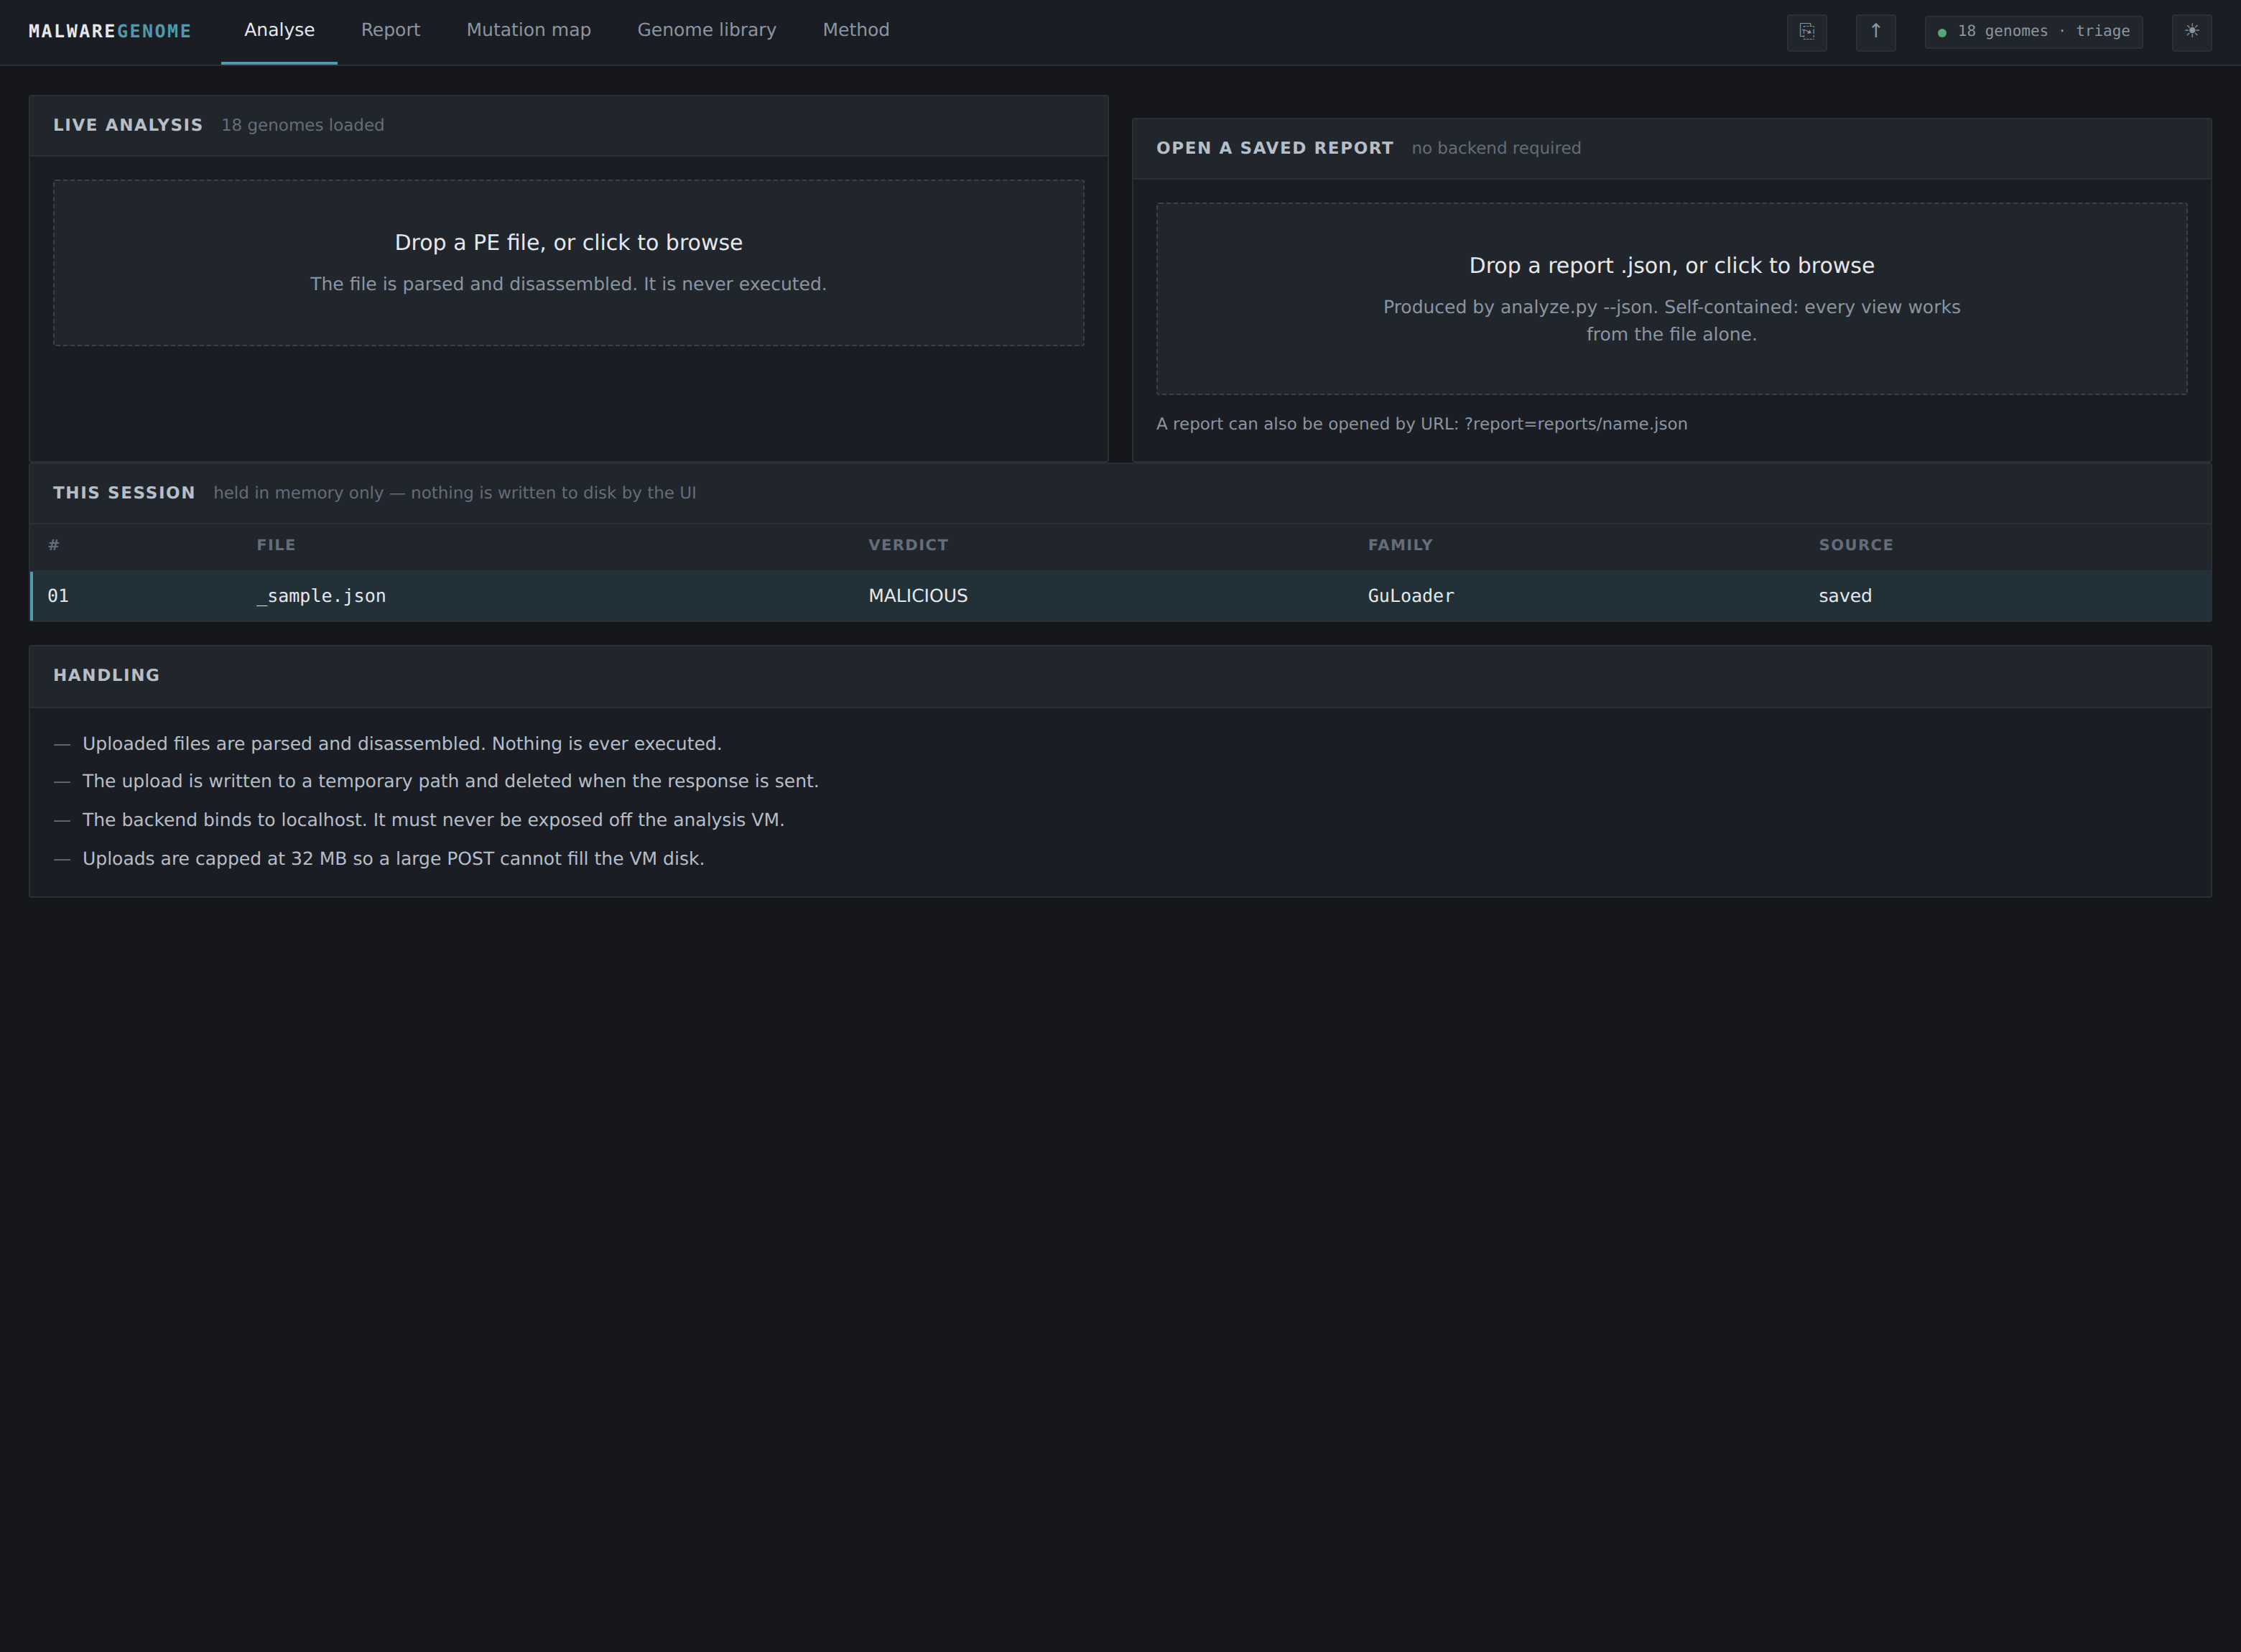 MALWAREGENOME Analyse Report Mutation map Genome library Method ⎘ ↑ ● 18 genomes · triage ☀
LIVE ANALYSIS 18 genomes loaded
Drop a PE file, or click to browse
The file is parsed and disassembled. It is never executed.
OPEN A SAVED REPORT no backend required
Drop a report .json, or click to browse
Produced by analyze.py --json. Self-contained: every view works
from the file alone.
A report can also be opened by URL: ?report=reports/name.json
THIS SESSION held in memory only — nothing is written to disk by the UI
# FILE VERDICT FAMILY SOURCE
01 _sample.json MALICIOUS GuLoader saved
HANDLING
— Uploaded files are parsed and disassembled. Nothing is ever executed.
— The upload is written to a temporary path and deleted when the response is sent.
— The backend binds to localhost. It must never be exposed off the analysis VM.
— Uploads are capped at 32 MB so a large POST cannot fill the VM disk.